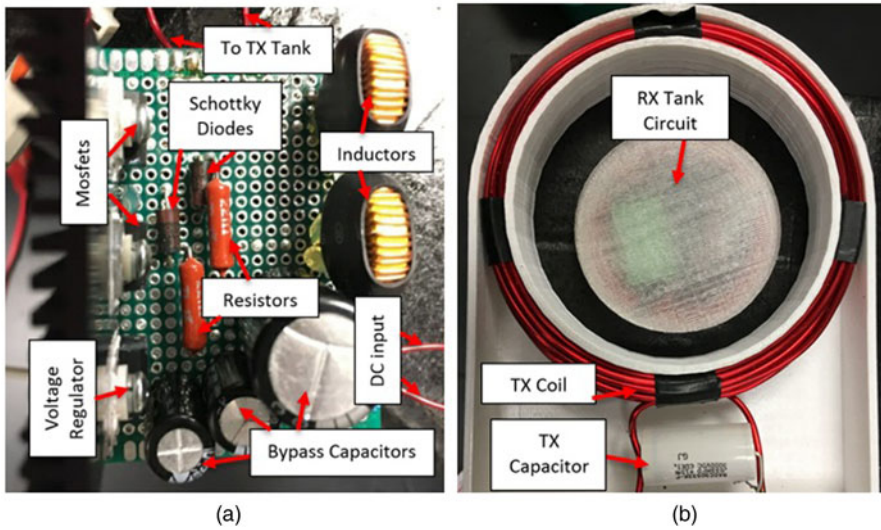 To TX Tank
Schottky
Diodes
Mosfets
Inductors
Resistors
DC input
Voltage
Regulator
Bypass Capacitors
(a)
RX Tank
Circuit
TX Coil
TX
Capacitor
(b)